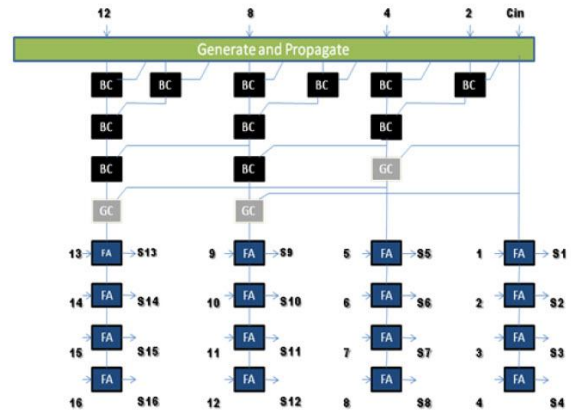 12 8 4 2 Cin
Generate and Propagate
BC BC BC BC BC BC
BC BC BC
BC BC GC
GC GC
13 FA S13 9 FA S9 5 FA S5 1 FA S1
14 FA S14 10 FA S10 6 FA S6 2 FA S2
15 FA S15 11 FA S11 7 FA S7 3 FA S3
16 FA S16 12 FA S12 8 FA S8 4 FA S4